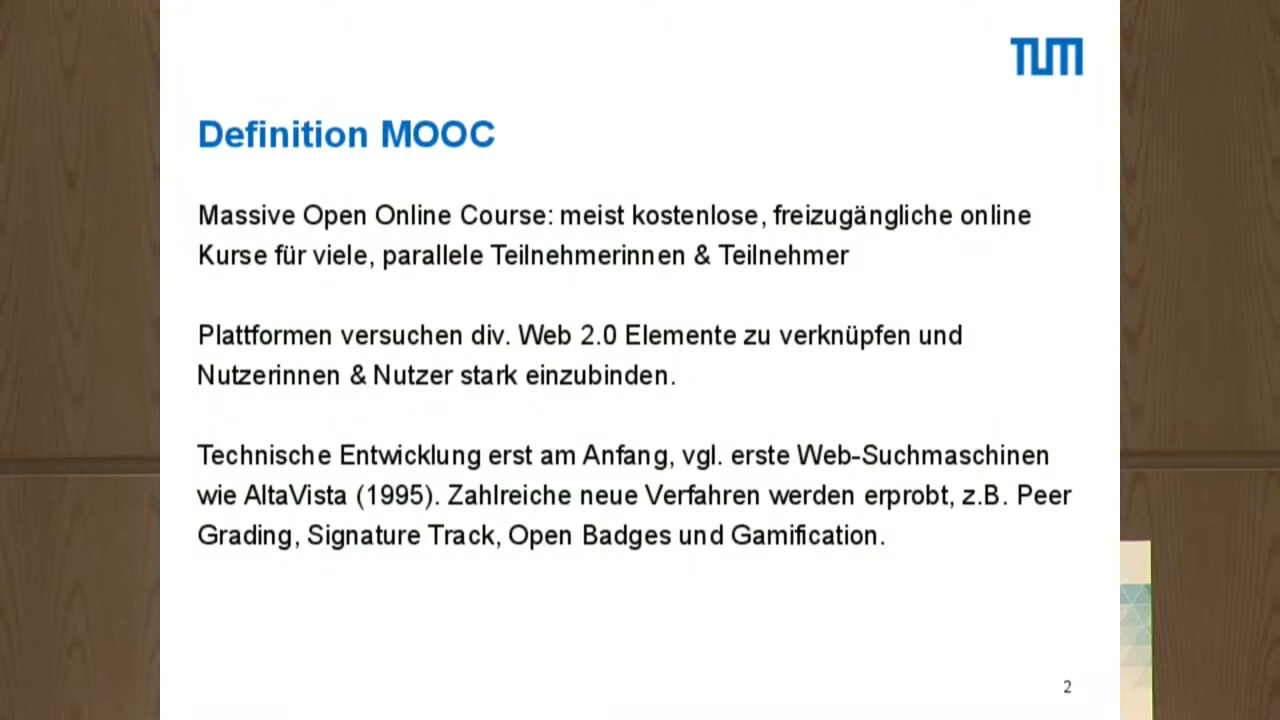 TUM
Definition MOOC
Massive Open Online Course: meist kostenlose, freizugängliche online
Kurse für viele, parallele Teilnehmerinnen & Teilnehmer
Plattformen versuchen div. Web 2.0 Elemente zu verknüpfen und
Nutzerinnen & Nutzer stark einzubinden.
Technische Entwicklung erst am Anfang, vgl. erste Web-Suchmaschinen
wie AltaVista (1995). Zahlreiche neue Verfahren werden erprobt, z.B. Peer
Grading, Signature Track, Open Badges und Gamification.
2